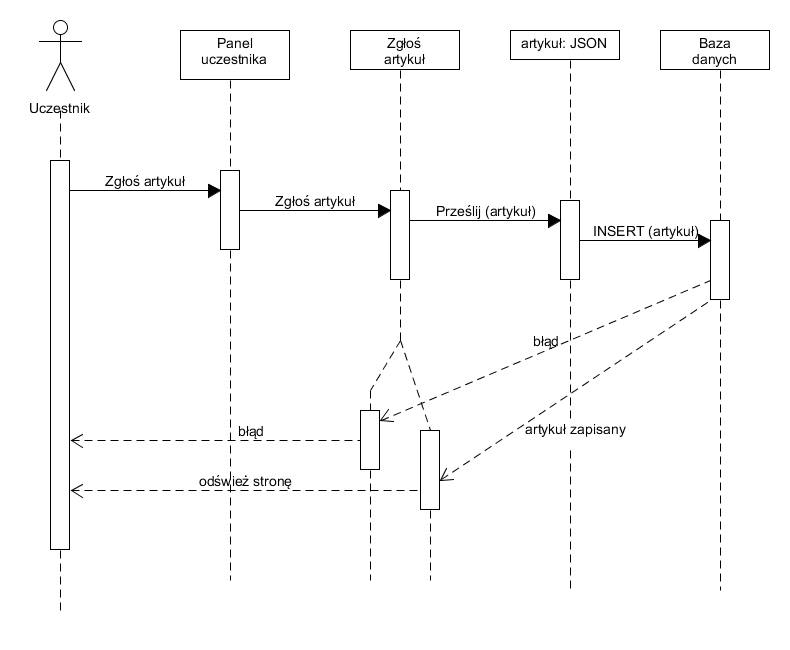 Panel
uczestnika
Zgłoś
artykuł
artykuł: JSON
Baza
danych
Uczestnik
Zgłoś artykuł
Zgłoś artykuł
Prześlij (artykuł)
INSERT (artykuł)
błąd
artykuł zapisany
błąd
odśwież stronę